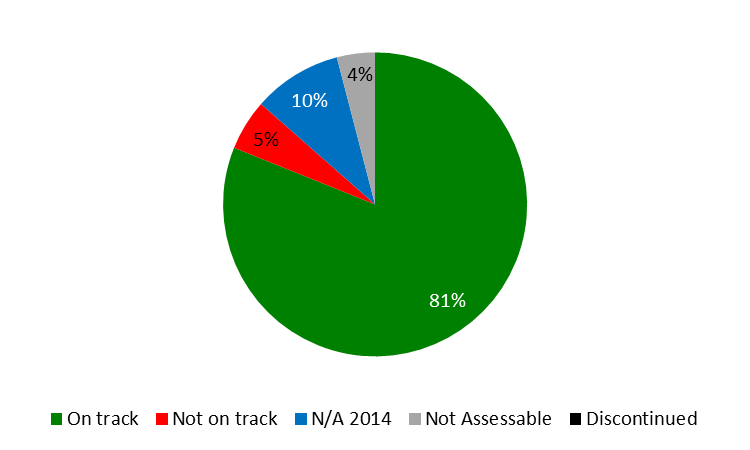 4%
10%
5%
81%
On track Not on track N/A 2014 Not Assessable Discontinued